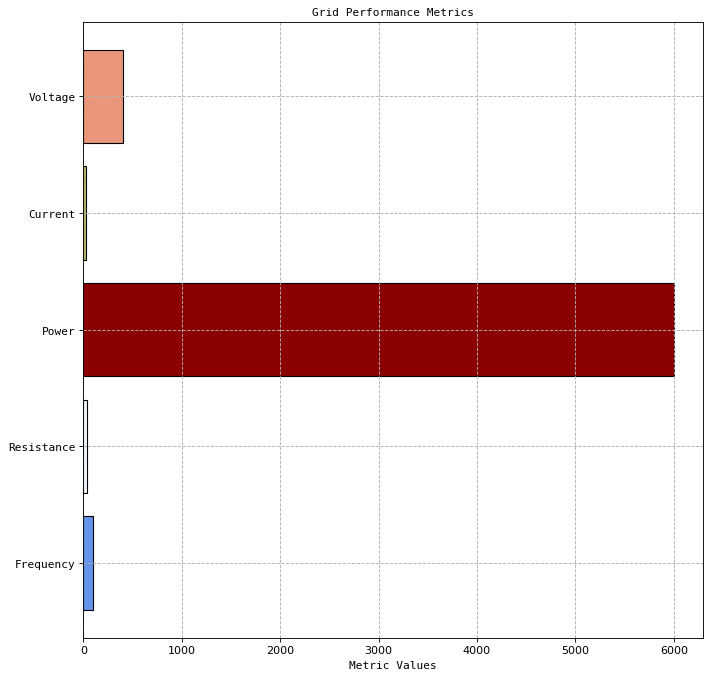 Grid Performance Metrics
Voltage
Current
Power
Resistance
Frequency
0 1000 2000 3000 4000 5000 6000
Metric Values